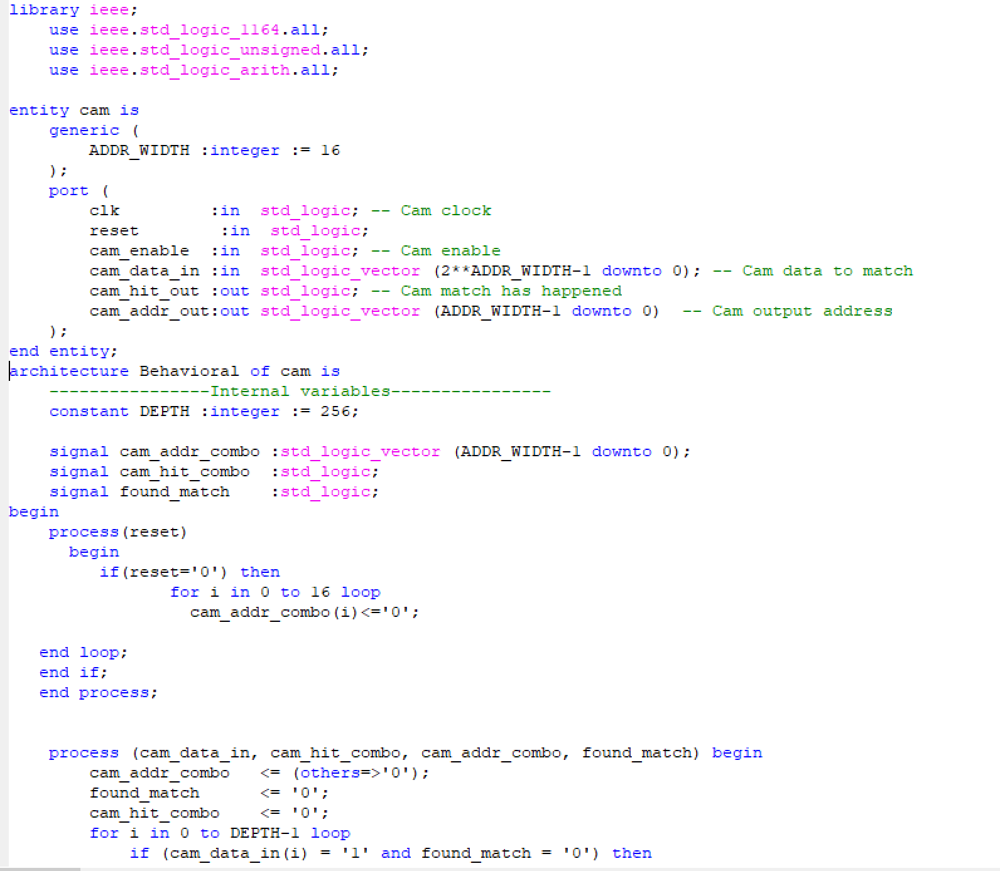 library ieee;
use ieee.std_logic_1164.all;
use ieee.std_logic_unsigned.all;
use ieee.std_logic_arith.all;
entity cam is
generic (
ADDR_WIDTH :integer := 16
);
port (
clk :in std_logic; -- Cam clock
reset :in std_logic;
cam_enable :in std_logic; -- Cam enable
cam_data_in :in std_logic_vector (2**ADDR_WIDTH-1 downto 0); -- Cam data to match
cam_hit_out :out std_logic; -- Cam match has happened
cam_addr_out:out std_logic_vector (ADDR_WIDTH-1 downto 0) -- Cam output address
);
end entity;
architecture Behavioral of cam is
----------------Internal variables----------------
constant DEPTH :integer := 256;
signal cam_addr_combo :std_logic_vector (ADDR_WIDTH-1 downto 0);
signal cam_hit_combo :std_logic;
signal found_match :std_logic;
begin
process(reset)
begin
if(reset='0') then
for i in 0 to 16 loop
cam_addr_combo(i)<='0';
end loop;
end if;
end process;
process (cam_data_in, cam_hit_combo, cam_addr_combo, found_match) begin
cam_addr_combo <= (others=>'0');
found_match <= '0';
cam_hit_combo <= '0';
for i in 0 to DEPTH-1 loop
if (cam_data_in(i) = '1' and found_match = '0') then